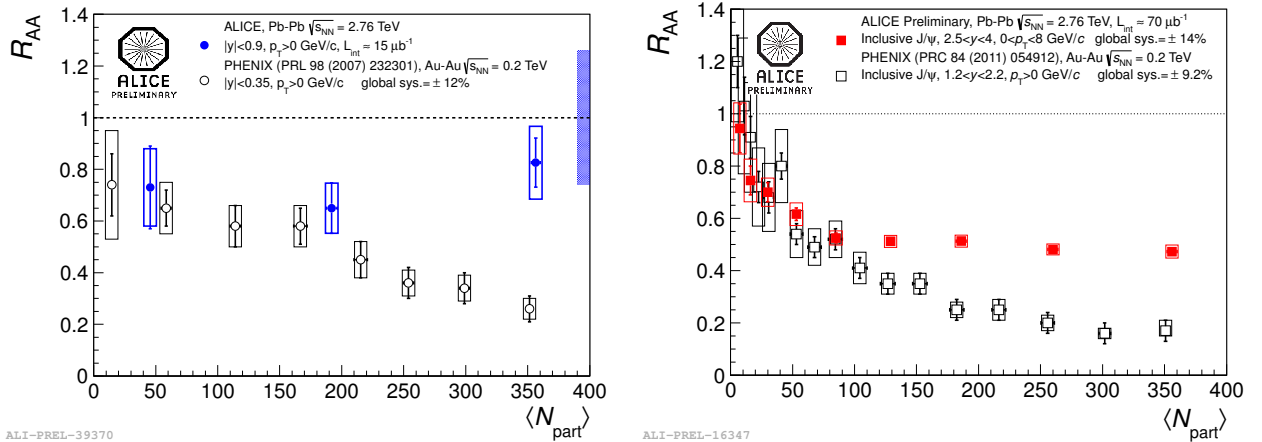 R_AA
1.4
1.2
1
0.8
0.6
0.4
0.2
0
ALICE
PRELIMINARY
ALICE, Pb-Pb √s_NN = 2.76 TeV
|y|<0.9, p_T>0 GeV/c, L_int ≈ 15 μb⁻¹
PHENIX (PRL 98 (2007) 232301), Au-Au √s_NN = 0.2 TeV
|y|<0.35, p_T>0 GeV/c global sys.= ± 12%
0 50 100 150 200 250 300 350 400
⟨N_part⟩
ALI-PREL-39370
R_AA
1.4
1.2
1
0.8
0.6
0.4
0.2
0
ALICE
PRELIMINARY
ALICE Preliminary, Pb-Pb √s_NN = 2.76 TeV, L_int ≈ 70 μb⁻¹
Inclusive J/ψ, 2.5<y<4, 0<p_T<8 GeV/c global sys.= ± 14%
PHENIX (PRC 84 (2011) 054912), Au-Au √s_NN = 0.2 TeV
Inclusive J/ψ, 1.2<y<2.2, p_T>0 GeV/c global sys.= ± 9.2%
0 50 100 150 200 250 300 350 400
⟨N_part⟩
ALI-PREL-16347